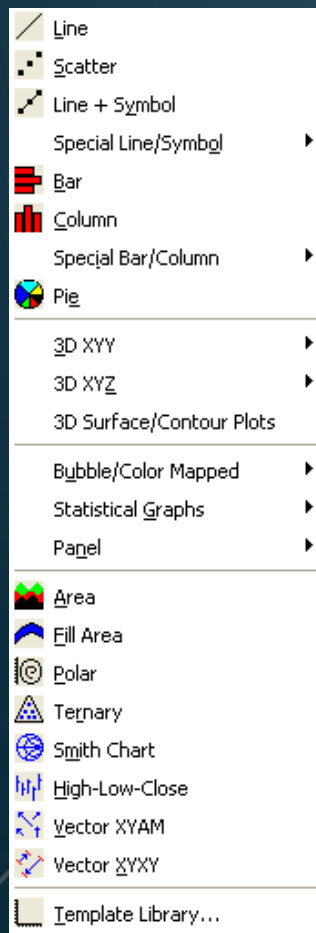 Line
Scatter
Line + Symbol
Special Line/Symbol
Bar
Column
Special Bar/Column
Pie
3D XYY
3D XYZ
3D Surface/Contour Plots
Bubble/Color Mapped
Statistical Graphs
Panel
Area
Fill Area
Polar
Ternary
Smith Chart
High-Low-Close
Vector XYAM
Vector XYXY
Template Library...